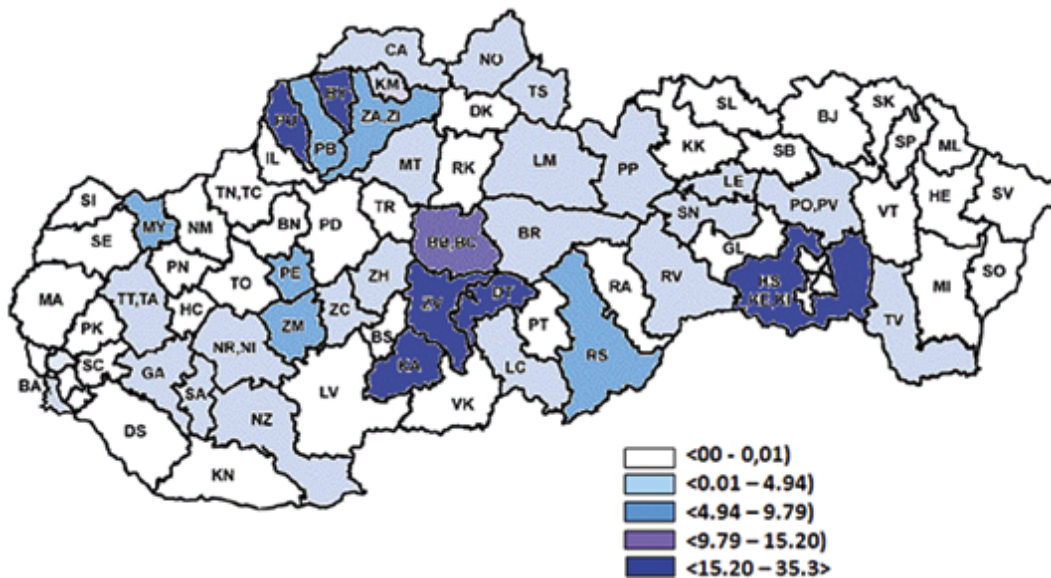 CA
NO
BY
KM
TS
PU
ZA,ZI
DK
SL
SK
BJ
PB
SP
ML
IL
MT
RK
LM
PP
KK
SB
HE
SV
TN,TC
LE
SI
TR
SN
PO,PV
VT
MY
NM
BN
PD
BR
SE
GL
PN
PE
ZH
RA
RV
SO
MA
TT,TA
TO
HS
KE,KI
MI
HC
ZC
ZV
DT
PT
TV
PK
ZM
BS
NR,NI
RS
SC
GA
KA
LC
BA
SA
LV
VK
NZ
DS
KN
<00 - 0,01)
<0.01 – 4.94)
<4.94 – 9.79)
<9.79 – 15.20)
<15.20 – 35.3>